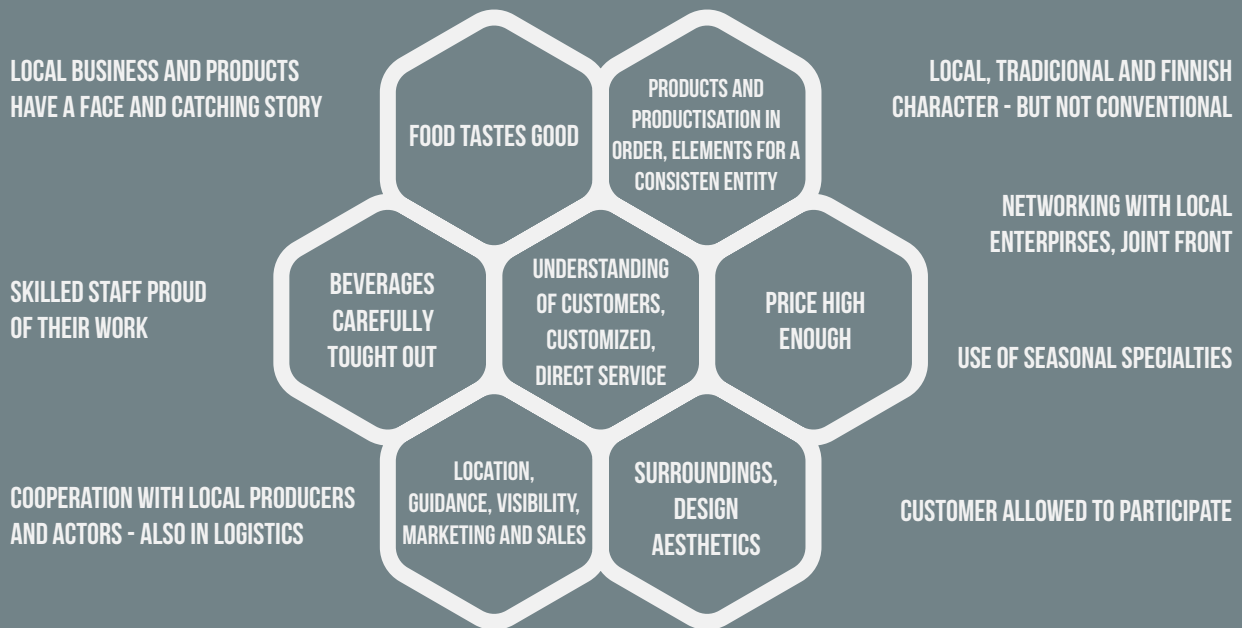 LOCAL BUSINESS AND PRODUCTS
HAVE A FACE AND CATCHING STORY
FOOD TASTES GOOD
PRODUCTS AND
PRODUCTISATION IN
ORDER, ELEMENTS FOR A
CONSISTEN ENTITY
LOCAL, TRADICIONAL AND FINNISH
CHARACTER - BUT NOT CONVENTIONAL
NETWORKING WITH LOCAL
ENTERPIRSES, JOINT FRONT
SKILLED STAFF PROUD
OF THEIR WORK
BEVERAGES
CAREFULLY
TOUGHT OUT
UNDERSTANDING
OF CUSTOMERS,
CUSTOMIZED,
DIRECT SERVICE
PRICE HIGH
ENOUGH
USE OF SEASONAL SPECIALTIES
COOPERATION WITH LOCAL PRODUCERS
AND ACTORS - ALSO IN LOGISTICS
LOCATION,
GUIDANCE, VISIBILITY,
MARKETING AND SALES
SURROUNDINGS,
DESIGN
AESTHETICS
CUSTOMER ALLOWED TO PARTICIPATE